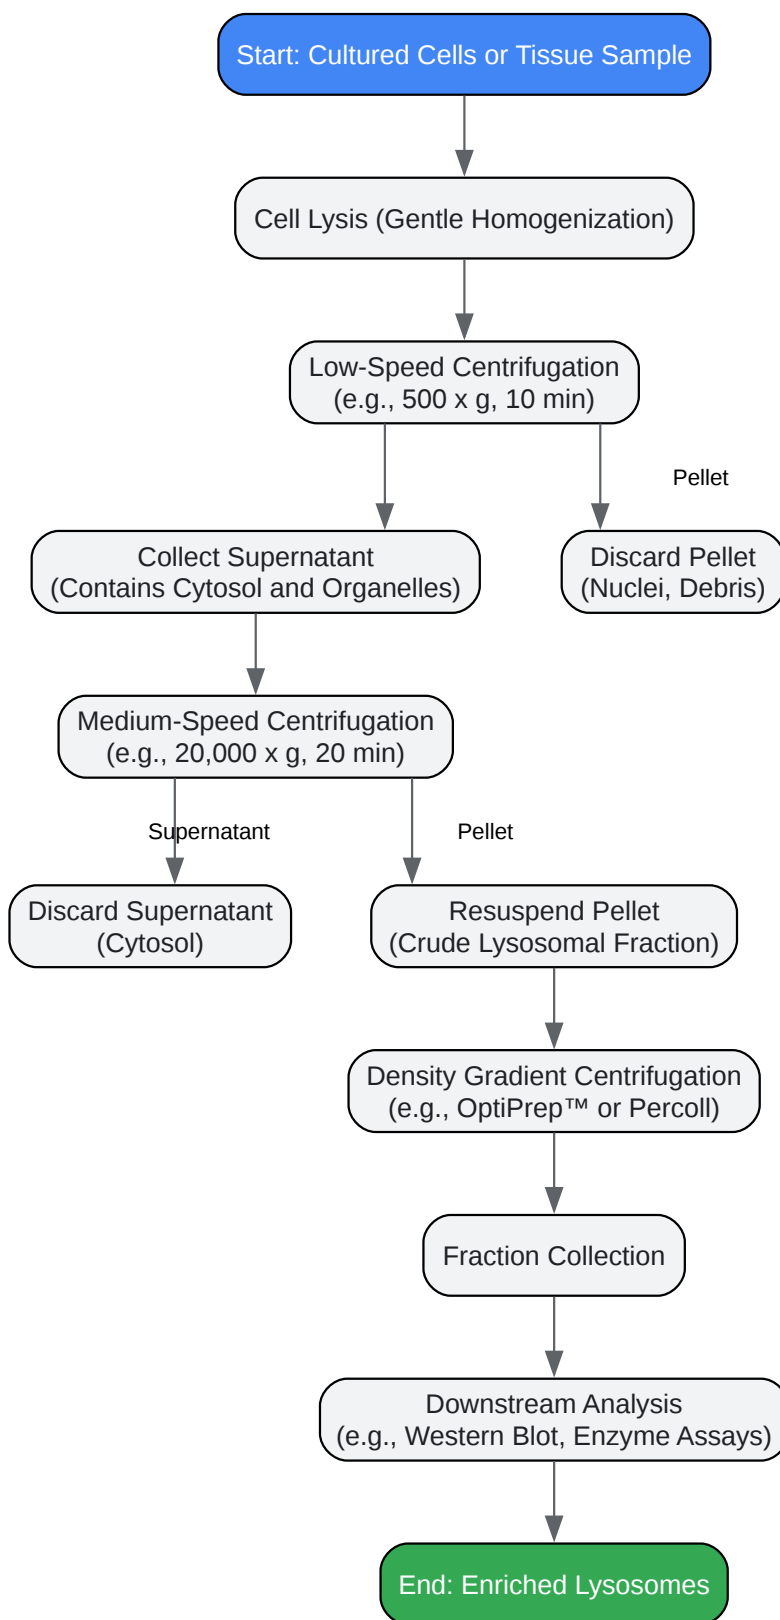 Start: Cultured Cells or Tissue Sample
Cell Lysis (Gentle Homogenization)
Low-Speed Centrifugation
(e.g., 500 x g, 10 min)
Pellet
Collect Supernatant
(Contains Cytosol and Organelles)
Discard Pellet
(Nuclei, Debris)
Medium-Speed Centrifugation
(e.g., 20,000 x g, 20 min)
Supernatant
Pellet
Discard Supernatant
(Cytosol)
Resuspend Pellet
(Crude Lysosomal Fraction)
Density Gradient Centrifugation
(e.g., OptiPrep™ or Percoll)
Fraction Collection
Downstream Analysis
(e.g., Western Blot, Enzyme Assays)
End: Enriched Lysosomes